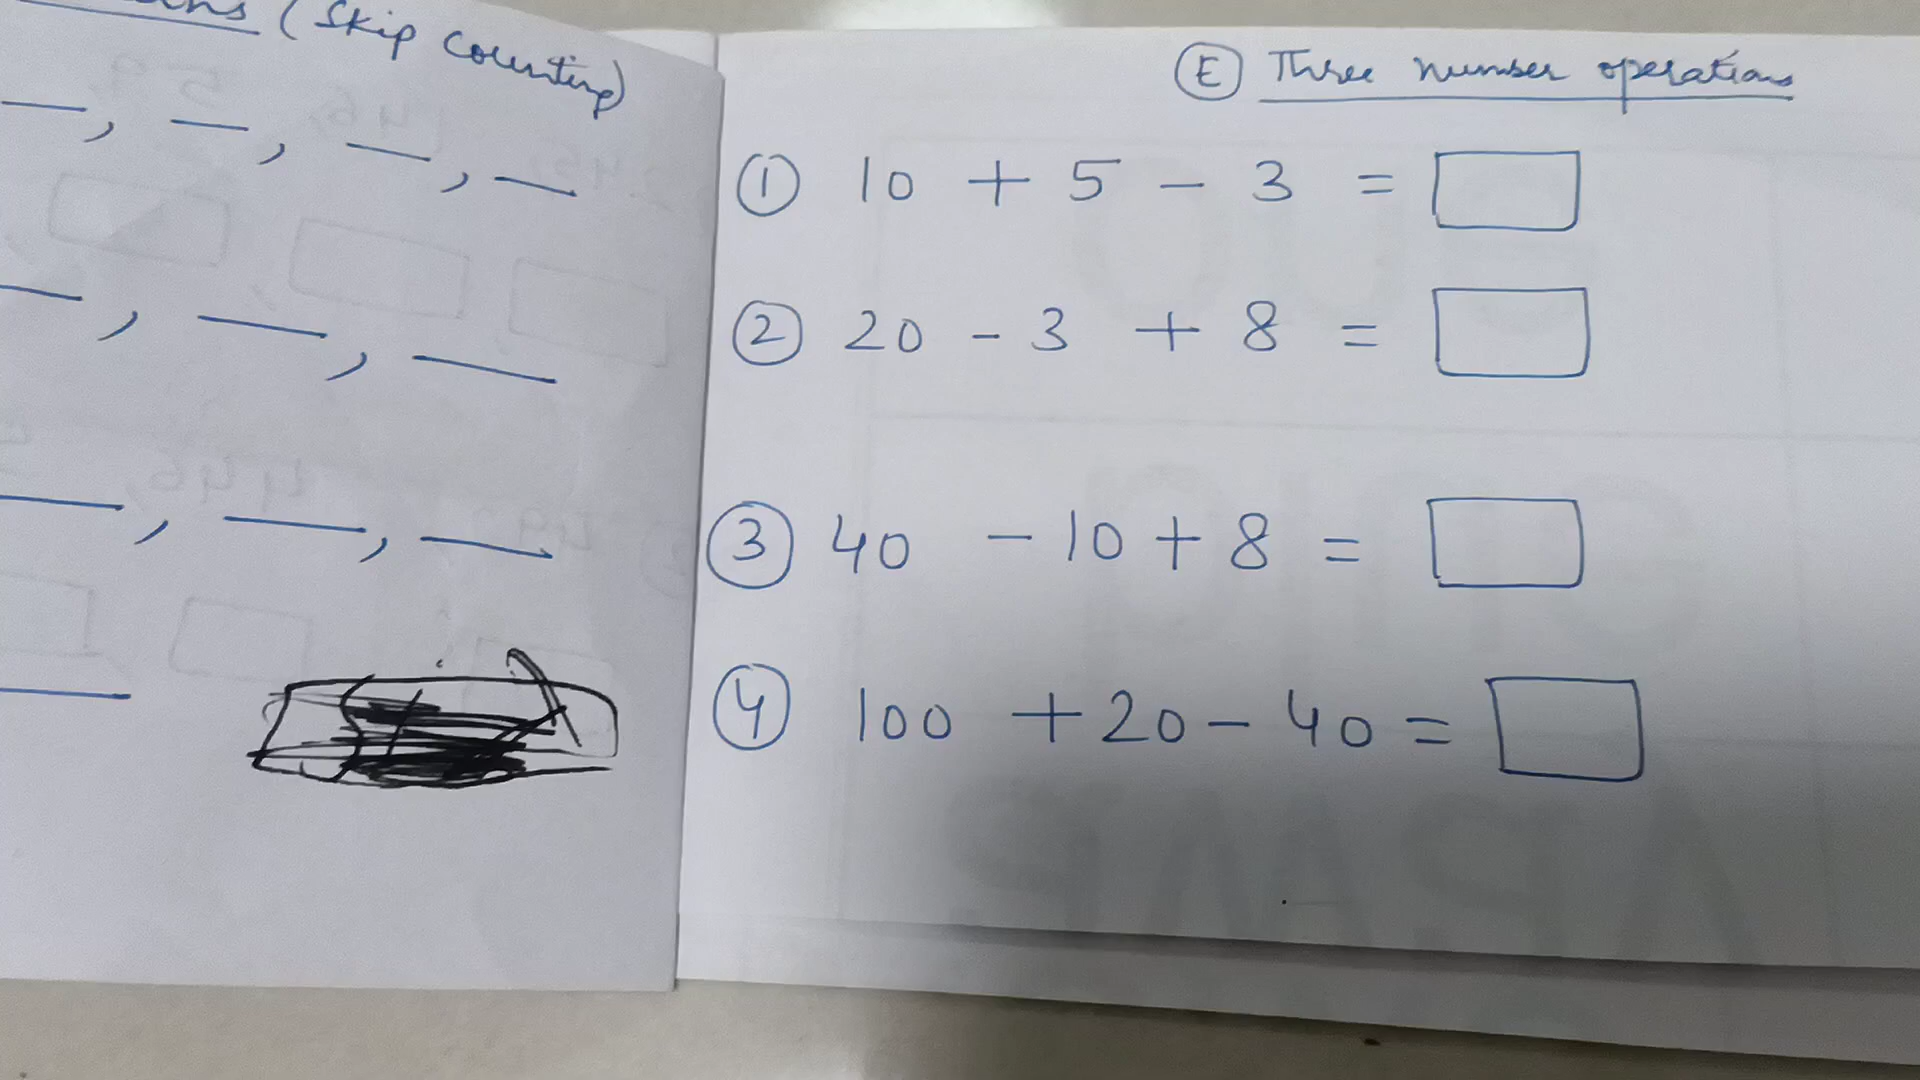 (Skip counting)
(E) Three number operations
(1) 10 + 5 - 3 =
(2) 20 - 3 + 8 =
(3) 40 - 10 + 8 =
(4) 100 + 20 - 40 =